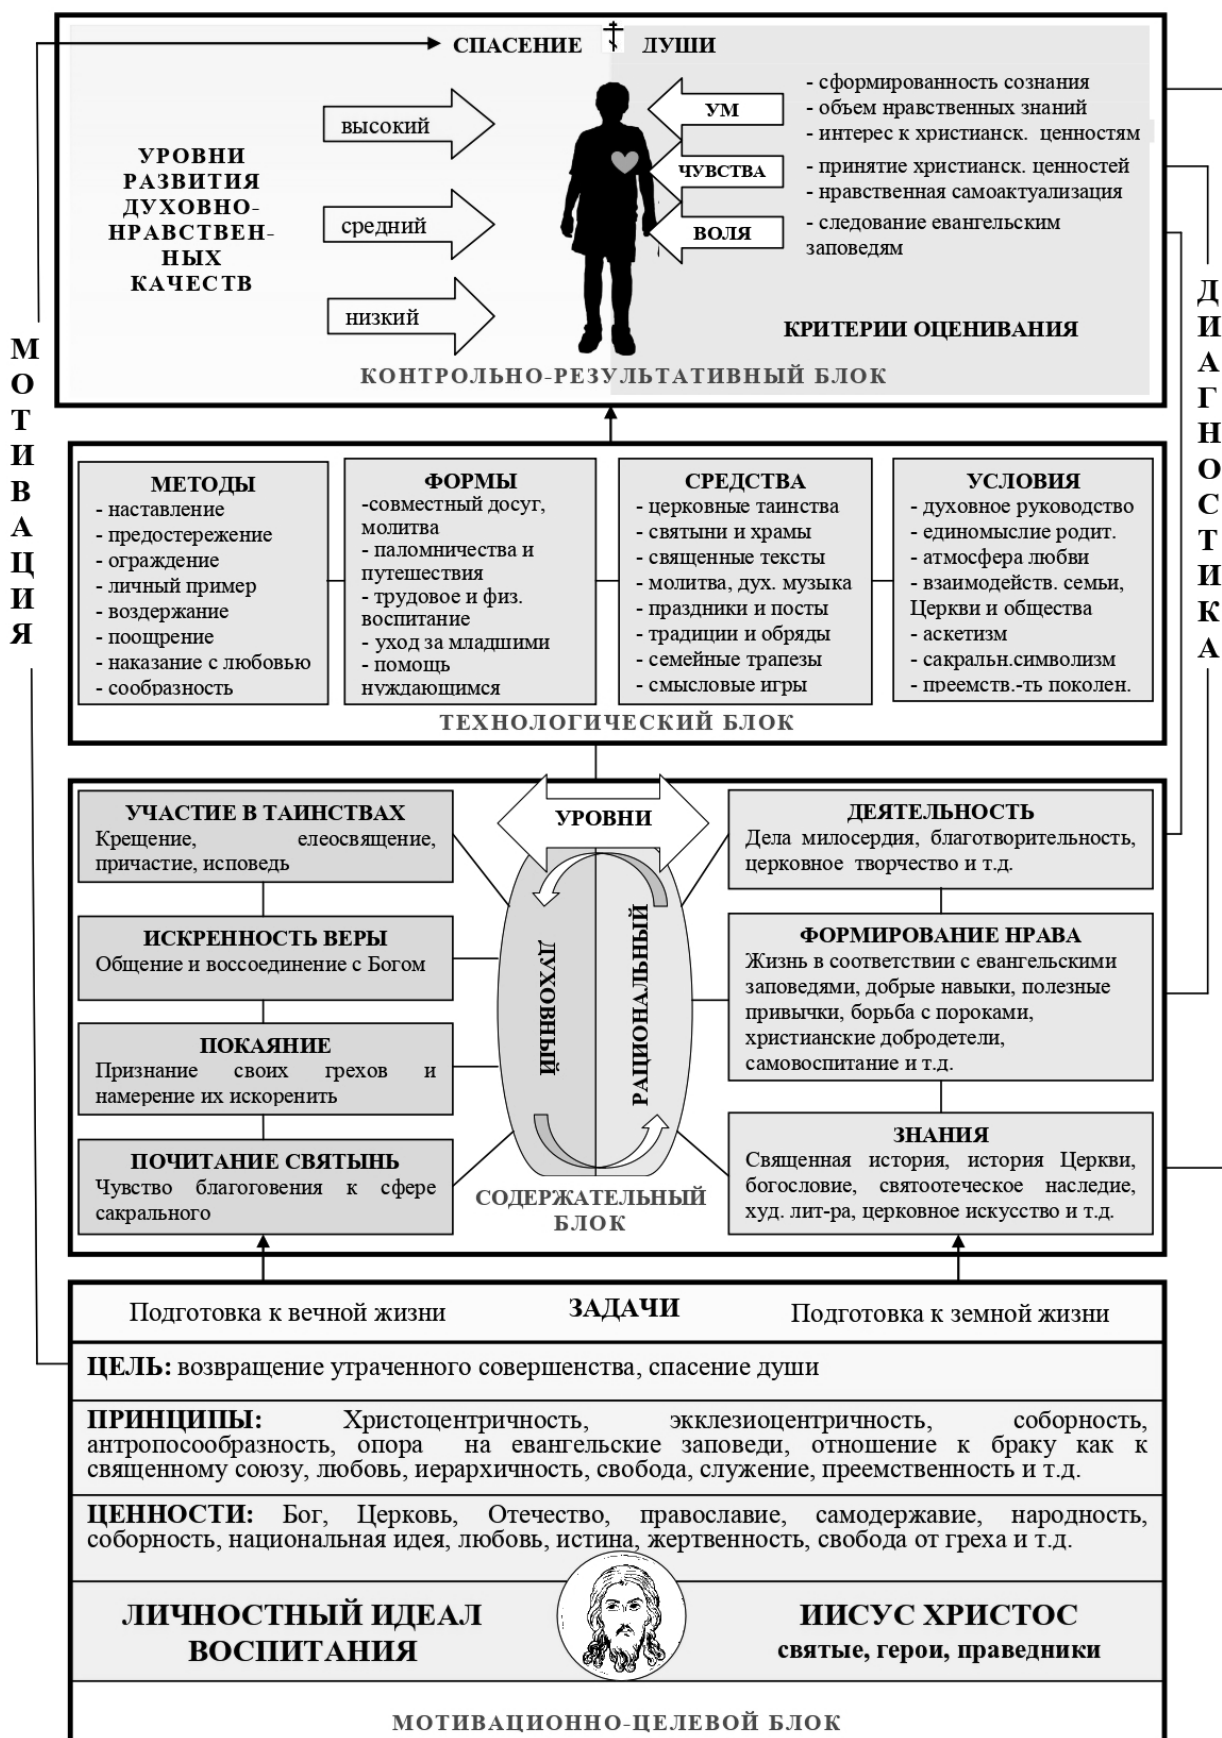 СПАСЕНИЕ ДУШИ
УРОВНИ
РАЗВИТИЯ
ДУХОВНО-
НРАВСТВЕН-
НЫХ
КАЧЕСТВ
высокий
средний
низкий
УМ
ЧУВСТВА
ВОЛЯ
- сформированность сознания
- объем нравственных знаний
- интерес к христианск. ценностям
- принятие христианск. ценностей
- нравственная самоактуализация
- следование евангельским
заповедям
КРИТЕРИИ ОЦЕНИВАНИЯ
КОНТРОЛЬНО-РЕЗУЛЬТАТИВНЫЙ БЛОК
МОТИВАЦИЯ
ДИАГНОСТИКА
МЕТОДЫ
- наставление
- предостережение
- ограждение
- личный пример
- воздержание
- поощрение
- наказание с любовью
- сообразность
ФОРМЫ
-совместный досуг,
молитва
- паломничества и
путешествия
- трудовое и физ.
воспитание
- уход за младшими
- помощь
нуждающимся
СРЕДСТВА
- церковные таинства
- святыни и храмы
- священные тексты
- молитва, дух. музыка
- праздники и посты
- традиции и обряды
- семейные трапезы
- смысловые игры
УСЛОВИЯ
- духовное руководство
- единомыслие родит.
- атмосфера любви
- взаимодейств. семьи,
Церкви и общества
- аскетизм
- сакральн.символизм
- преемств.-ть поколен.
ТЕХНОЛОГИЧЕСКИЙ БЛОК
УЧАСТИЕ В ТАИНСТВАХ
Крещение, елеосвящение,
причастие, исповедь
ИСКРЕННОСТЬ ВЕРЫ
Общение и воссоединение с Богом
ПОКАЯНИЕ
Признание своих грехов и
намерение их искоренить
ПОЧИТАНИЕ СВЯТЫНЬ
Чувство благоговения к сфере
сакрального
УРОВНИ
ДУХОВНЫЙ
РАЦИОНАЛЬНЫЙ
СОДЕРЖАТЕЛЬНЫЙ
БЛОК
ДЕЯТЕЛЬНОСТЬ
Дела милосердия, благотворительность,
церковное творчество и т.д.
ФОРМИРОВАНИЕ НРАВА
Жизнь в соответствии с евангельскими
заповедями, добрые навыки, полезные
привычки, борьба с пороками,
христианские добродетели,
самовоспитание и т.д.
ЗНАНИЯ
Священная история, история Церкви,
богословие, святоотеческое наследие,
худ. лит-ра, церковное искусство и т.д.
Подготовка к вечной жизни
ЗАДАЧИ
Подготовка к земной жизни
ЦЕЛЬ: возвращение утраченного совершенства, спасение души
ПРИНЦИПЫ: Христоцентричность, экклезиоцентричность, соборность,
антропосообразность, опора на евангельские заповеди, отношение к браку как к
священному союзу, любовь, иерархичность, свобода, служение, преемственность и т.д.
ЦЕННОСТИ: Бог, Церковь, Отечество, православие, самодержавие, народность,
соборность, национальная идея, любовь, истина, жертвенность, свобода от греха и т.д.
ЛИЧНОСТНЫЙ ИДЕАЛ
ВОСПИТАНИЯ
ИИСУС ХРИСТОС
святые, герои, праведники
МОТИВАЦИОННО-ЦЕЛЕВОЙ БЛОК